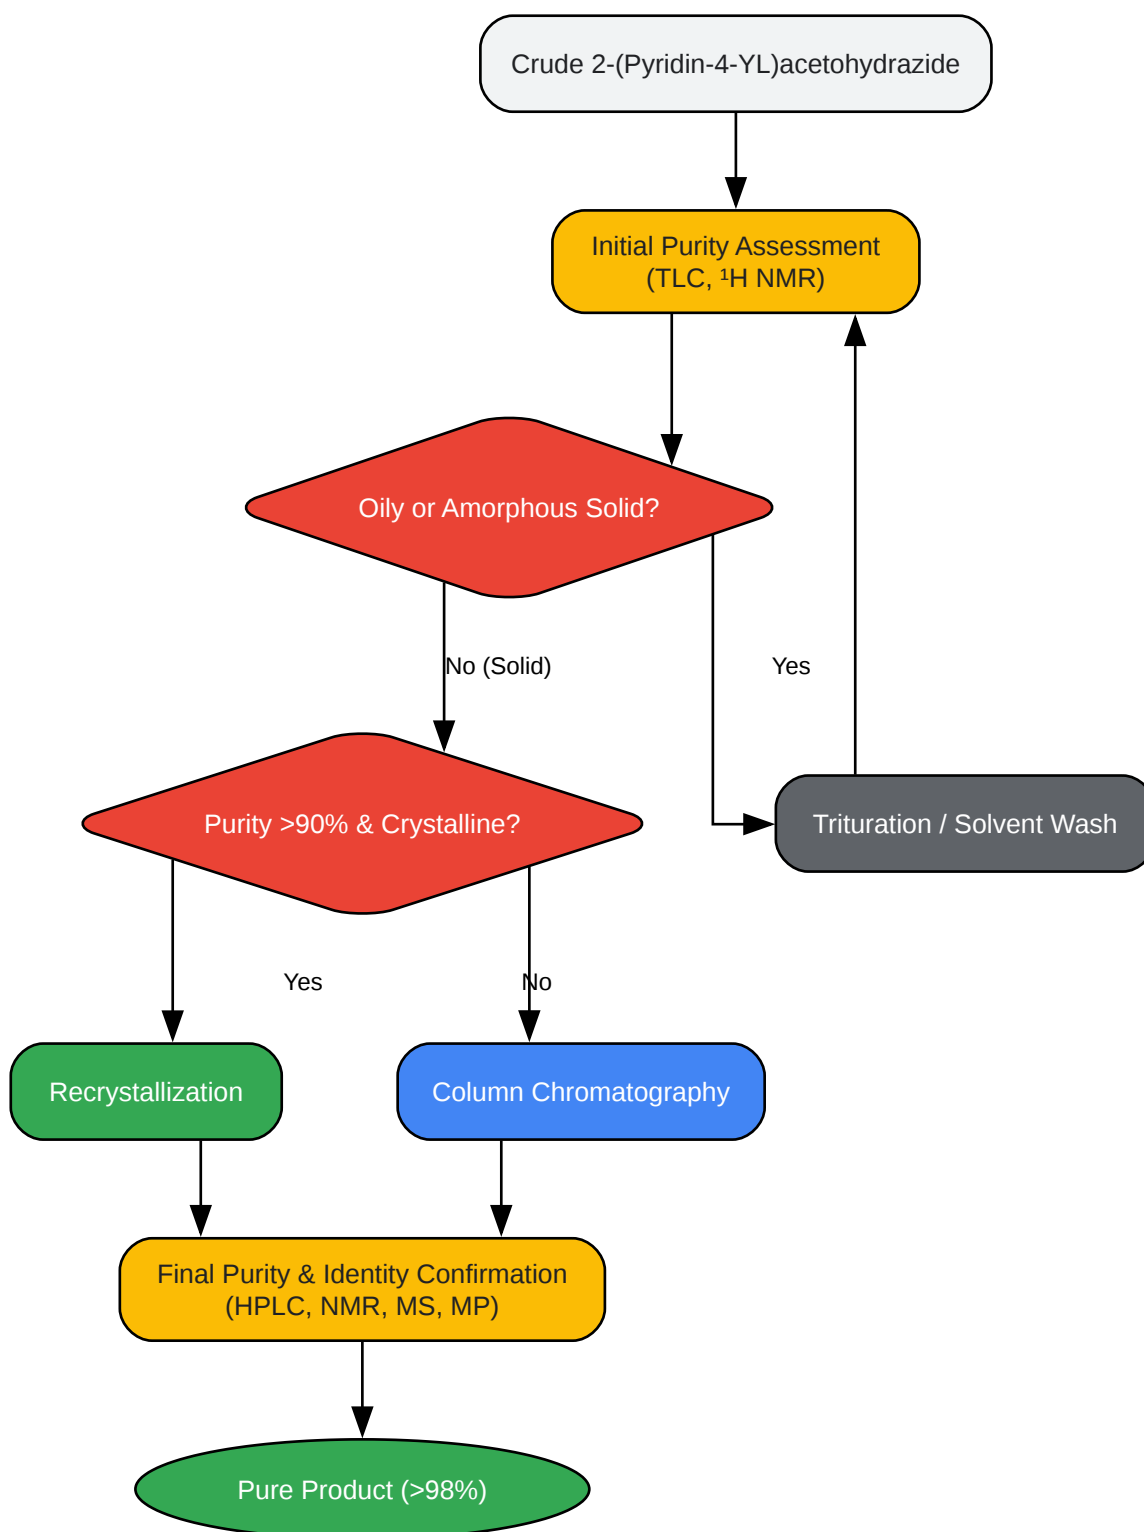 Crude 2-(Pyridin-4-YL)acetohydrazide
Initial Purity Assessment
(TLC, ¹H NMR)
Oily or Amorphous Solid?
No (Solid)
Yes
Purity >90% & Crystalline?
Trituration / Solvent Wash
Yes
No
Recrystallization
Column Chromatography
Final Purity & Identity Confirmation
(HPLC, NMR, MS, MP)
Pure Product (>98%)